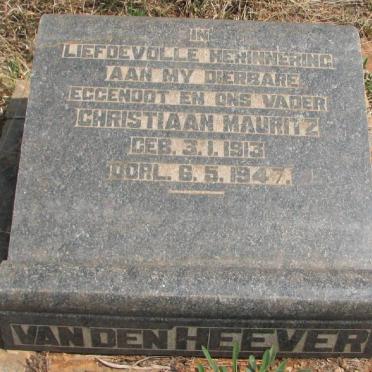 IN
LIEFDEVOLLE HERINNERING
AAN MY DIERBARE
EGGENOOT EN ONS VADER
CHRISTIAAN MAURITZ
GEB. 3.1.1913
OORL. 6.5.1947.
VAN DEN HEEVER